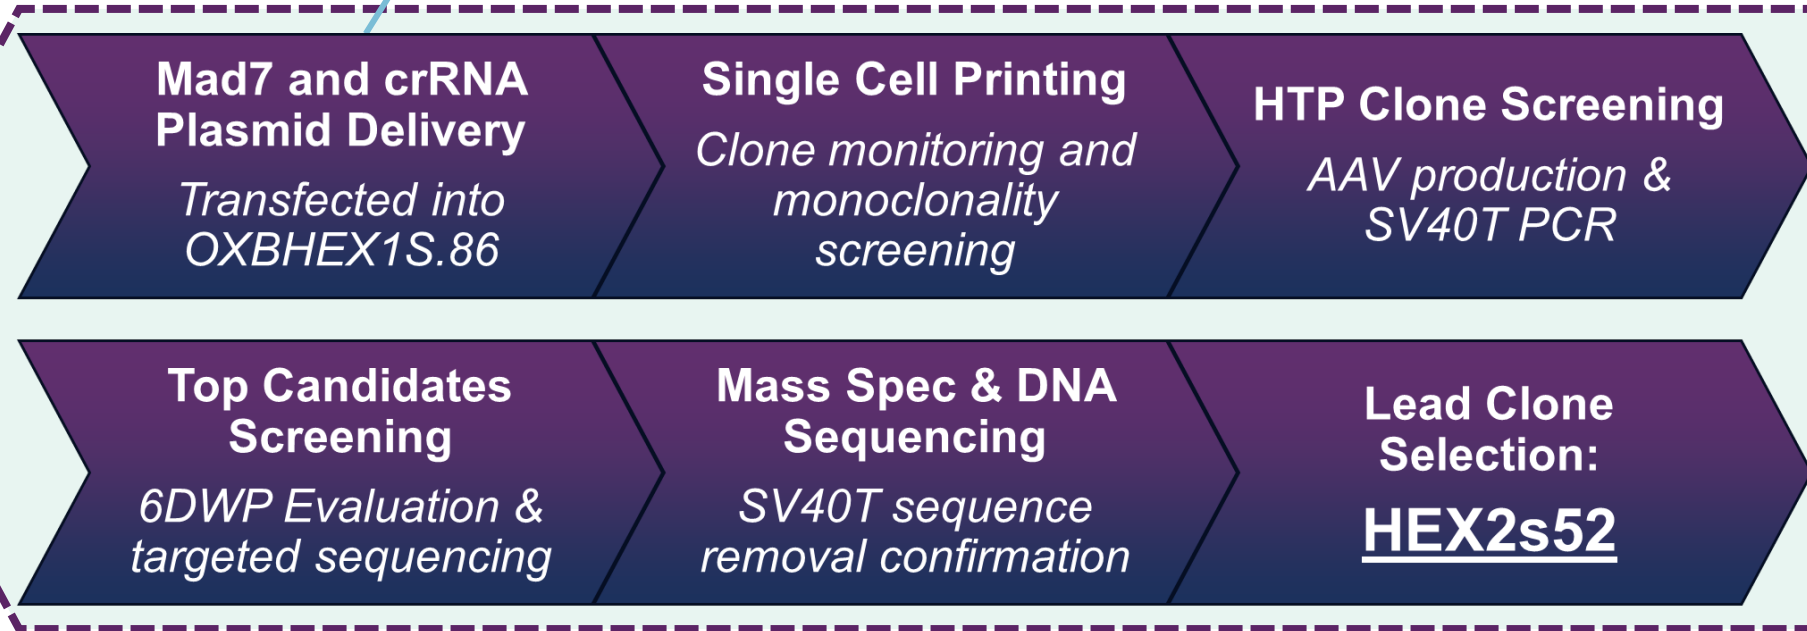 Mad7 and crRNA
Plasmid Delivery
Transfected into
OXBHEX1S.86
Single Cell Printing
Clone monitoring and
monoclonality
screening
HTP Clone Screening
AAV production &
SV40T PCR
Top Candidates
Screening
6DWP Evaluation &
targeted sequencing
Mass Spec & DNA
Sequencing
SV40T sequence
removal confirmation
Lead Clone
Selection:
HEX2s52